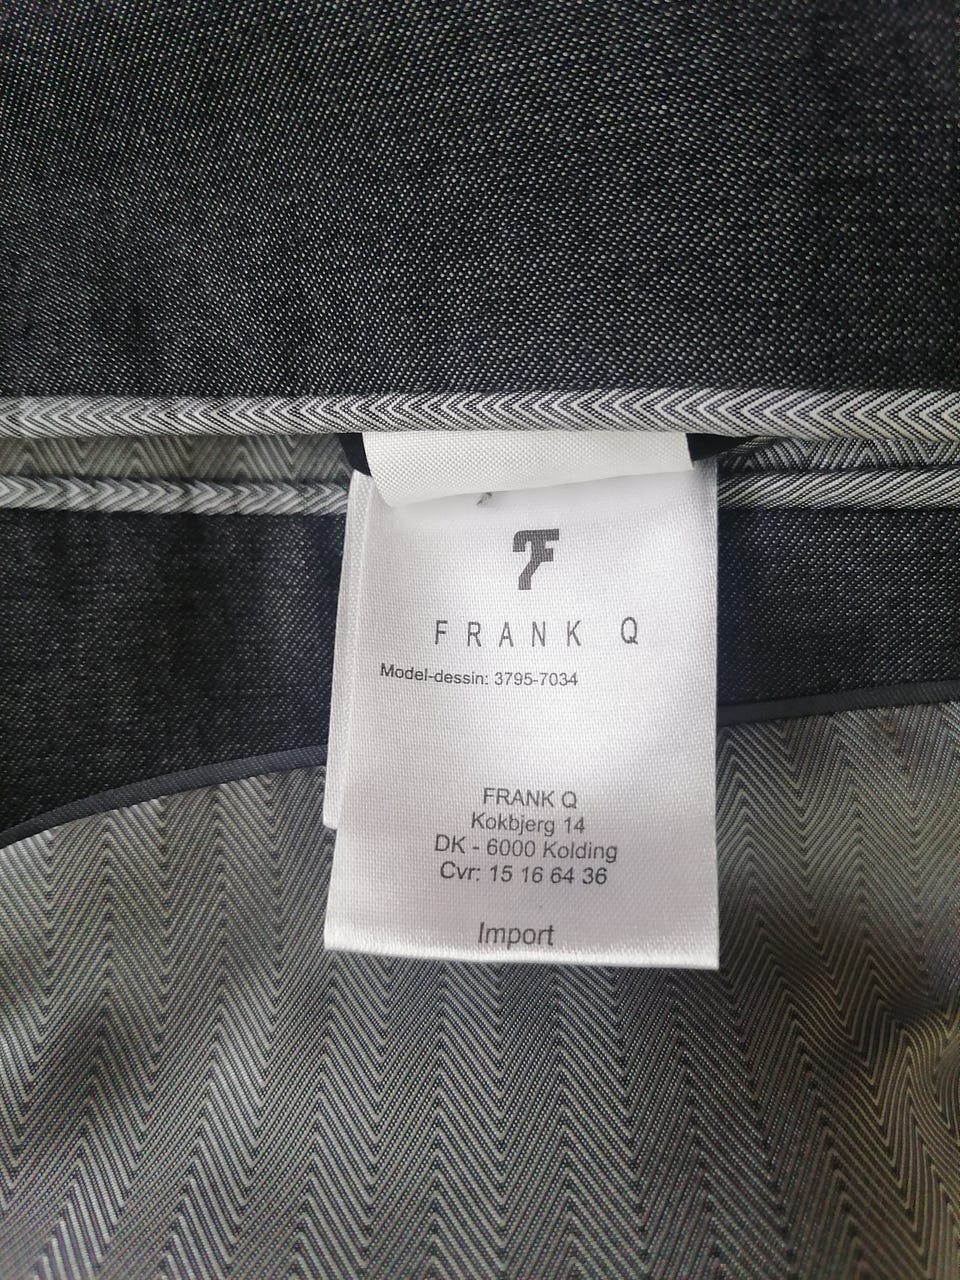 FRANK Q
Model-dessin: 3795-7034
FRANK Q
Kokbjerg 14
DK - 6000 Kolding
Cvr: 15 16 64 36
Import